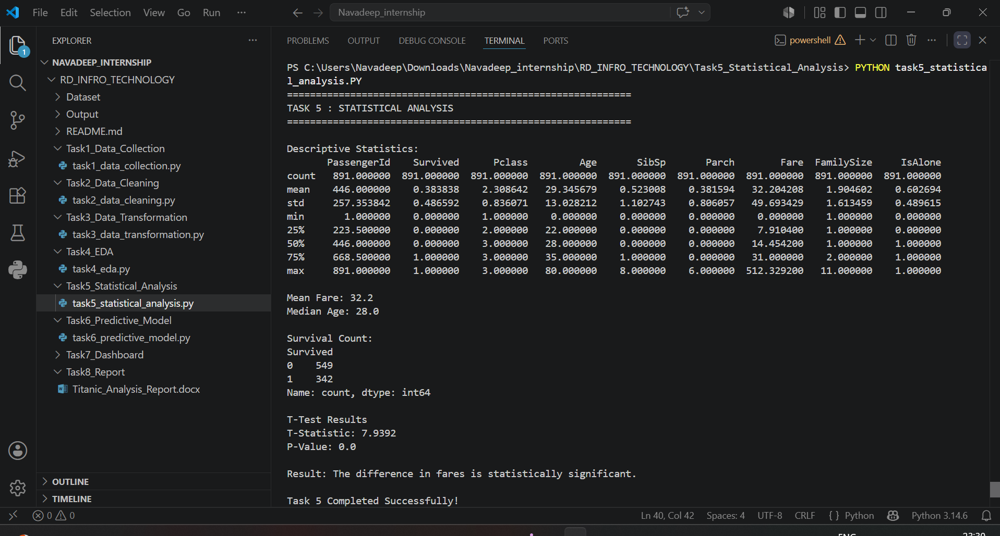 File Edit Selection View Go Run ...
Navadeep_internship
EXPLORER ...
1
NAVADEEP_INTERNSHIP
RD_INFRO_TECHNOLOGY
Dataset
Output
README.md
Task1_Data_Collection
task1_data_collection.py
Task2_Data_Cleaning
task2_data_cleaning.py
Task3_Data_Transformation
task3_data_transformation.py
Task4_EDA
task4_eda.py
Task5_Statistical_Analysis
task5_statistical_analysis.py
Task6_Predictive_Model
task6_predictive_model.py
Task7_Dashboard
Task8_Report
Titanic_Analysis_Report.docx
OUTLINE
TIMELINE
PROBLEMS OUTPUT DEBUG CONSOLE TERMINAL PORTS
powershell
PS C:\Users\Navadeep\Downloads\Navadeep_internship\RD_INFRO_TECHNOLOGY\Task5_Statistical_Analysis> PYTHON task5_statistica
l_analysis.PY
============================================================
TASK 5 : STATISTICAL ANALYSIS
============================================================
Descriptive Statistics:
PassengerId Survived Pclass Age SibSp Parch Fare FamilySize IsAlone
count 891.000000 891.000000 891.000000 891.000000 891.000000 891.000000 891.000000 891.000000 891.000000
mean 446.000000 0.383838 2.308642 29.345679 0.523008 0.381594 32.204208 1.904602 0.602694
std 257.353842 0.486592 0.836071 13.028212 1.102743 0.806057 49.693429 1.613459 0.489615
min 1.000000 0.000000 1.000000 0.000000 0.000000 0.000000 0.000000 1.000000 0.000000
25% 223.500000 0.000000 2.000000 22.000000 0.000000 0.000000 7.910400 1.000000 0.000000
50% 446.000000 0.000000 3.000000 28.000000 0.000000 0.000000 14.454200 1.000000 1.000000
75% 668.500000 1.000000 3.000000 35.000000 1.000000 0.000000 31.000000 2.000000 1.000000
max 891.000000 1.000000 3.000000 80.000000 8.000000 6.000000 512.329200 11.000000 1.000000
Mean Fare: 32.2
Median Age: 28.0
Survival Count:
Survived
0 549
1 342
Name: count, dtype: int64
T-Test Results
T-Statistic: 7.9392
P-Value: 0.0
Result: The difference in fares is statistically significant.
Task 5 Completed Successfully!
0 0
Ln 40, Col 42 Spaces: 4 UTF-8 CRLF { } Python Python 3.14.6